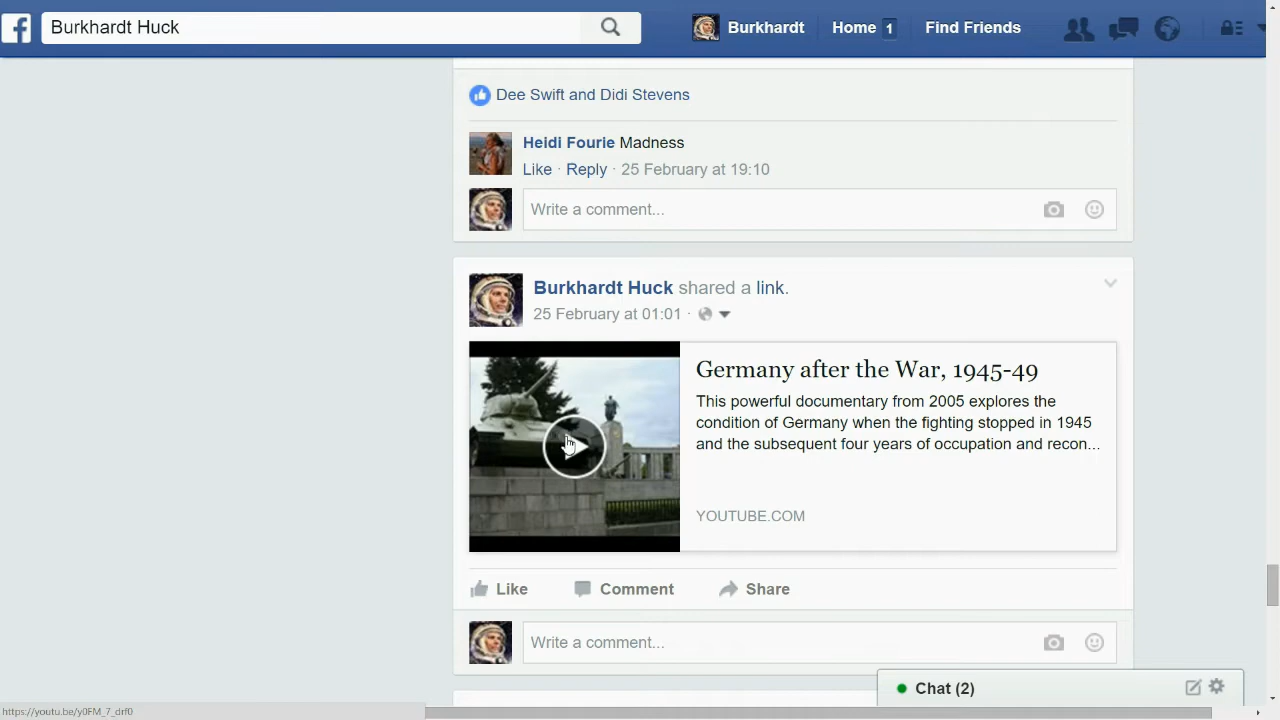 Burkhardt Huck
Burkhardt
Home 1
Find Friends
Dee Swift and Didi Stevens
Heidi Fourie Madness
Like · Reply · 25 February at 19:10
Write a comment...
Burkhardt Huck shared a link.
25 February at 01:01 ·
Germany after the War, 1945-49
This powerful documentary from 2005 explores the
condition of Germany when the fighting stopped in 1945
and the subsequent four years of occupation and recon...
YOUTUBE.COM
Like Comment Share
Write a comment...
Chat (2)
https://youtu.be/y0FM_7_drf0